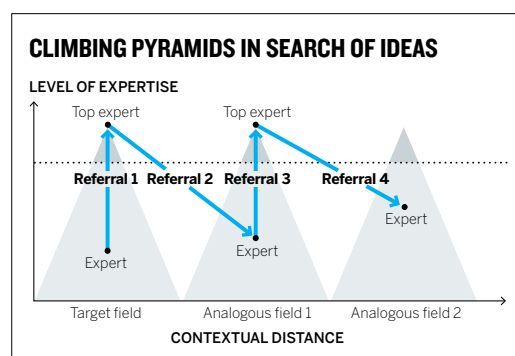 CLIMBING PYRAMIDS IN SEARCH OF IDEAS
LEVEL OF EXPERTISE
Top expert
Top expert
Referral 1
Referral 2
Referral 3
Referral 4
Expert
Expert
Expert
Target field
Analogous field 1
Analogous field 2
CONTEXTUAL DISTANCE